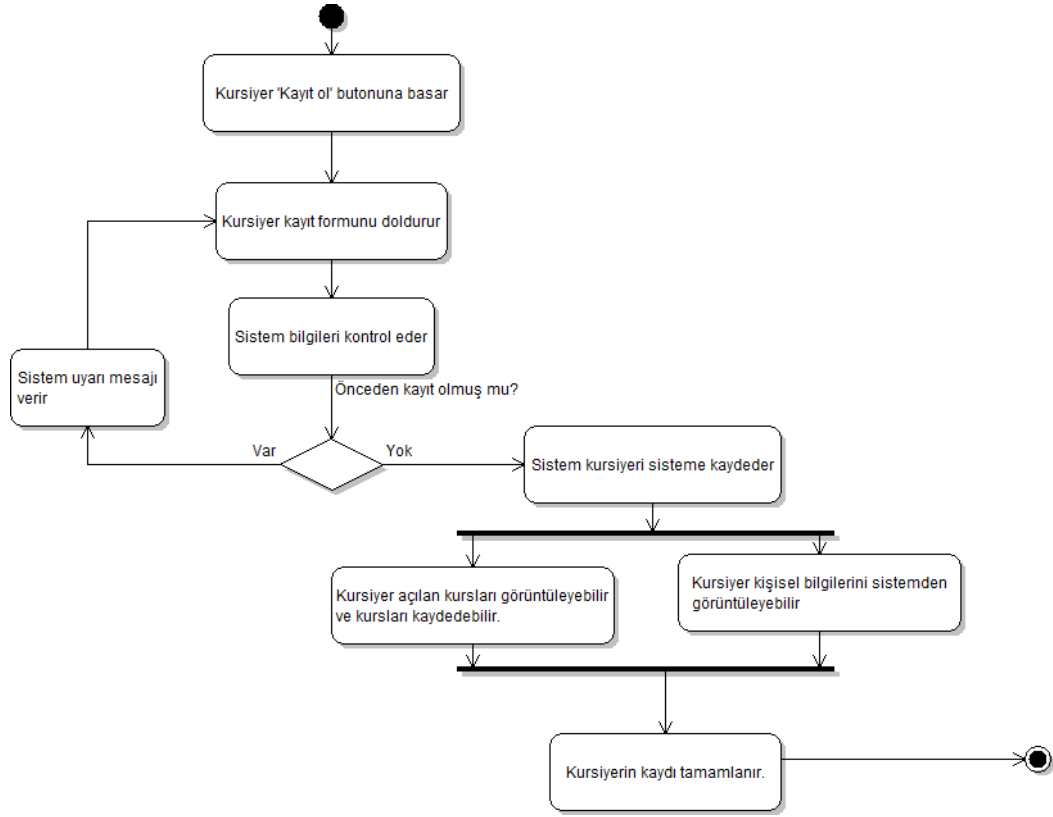 Kursiyer 'Kayıt ol' butonuna basar
Kursiyer kayıt formunu doldurur
Sistem bilgileri kontrol eder
Sistem uyarı mesajı
verir
Önceden kayıt olmuş mu?
Var
Yok
Sistem kursiyeri sisteme kaydeder
Kursiyer açılan kursları görüntüleyebilir
ve kursları kaydedebilir.
Kursiyer kişisel bilgilerini sistemden
görüntüleyebilir
Kursiyerin kaydı tamamlanır.